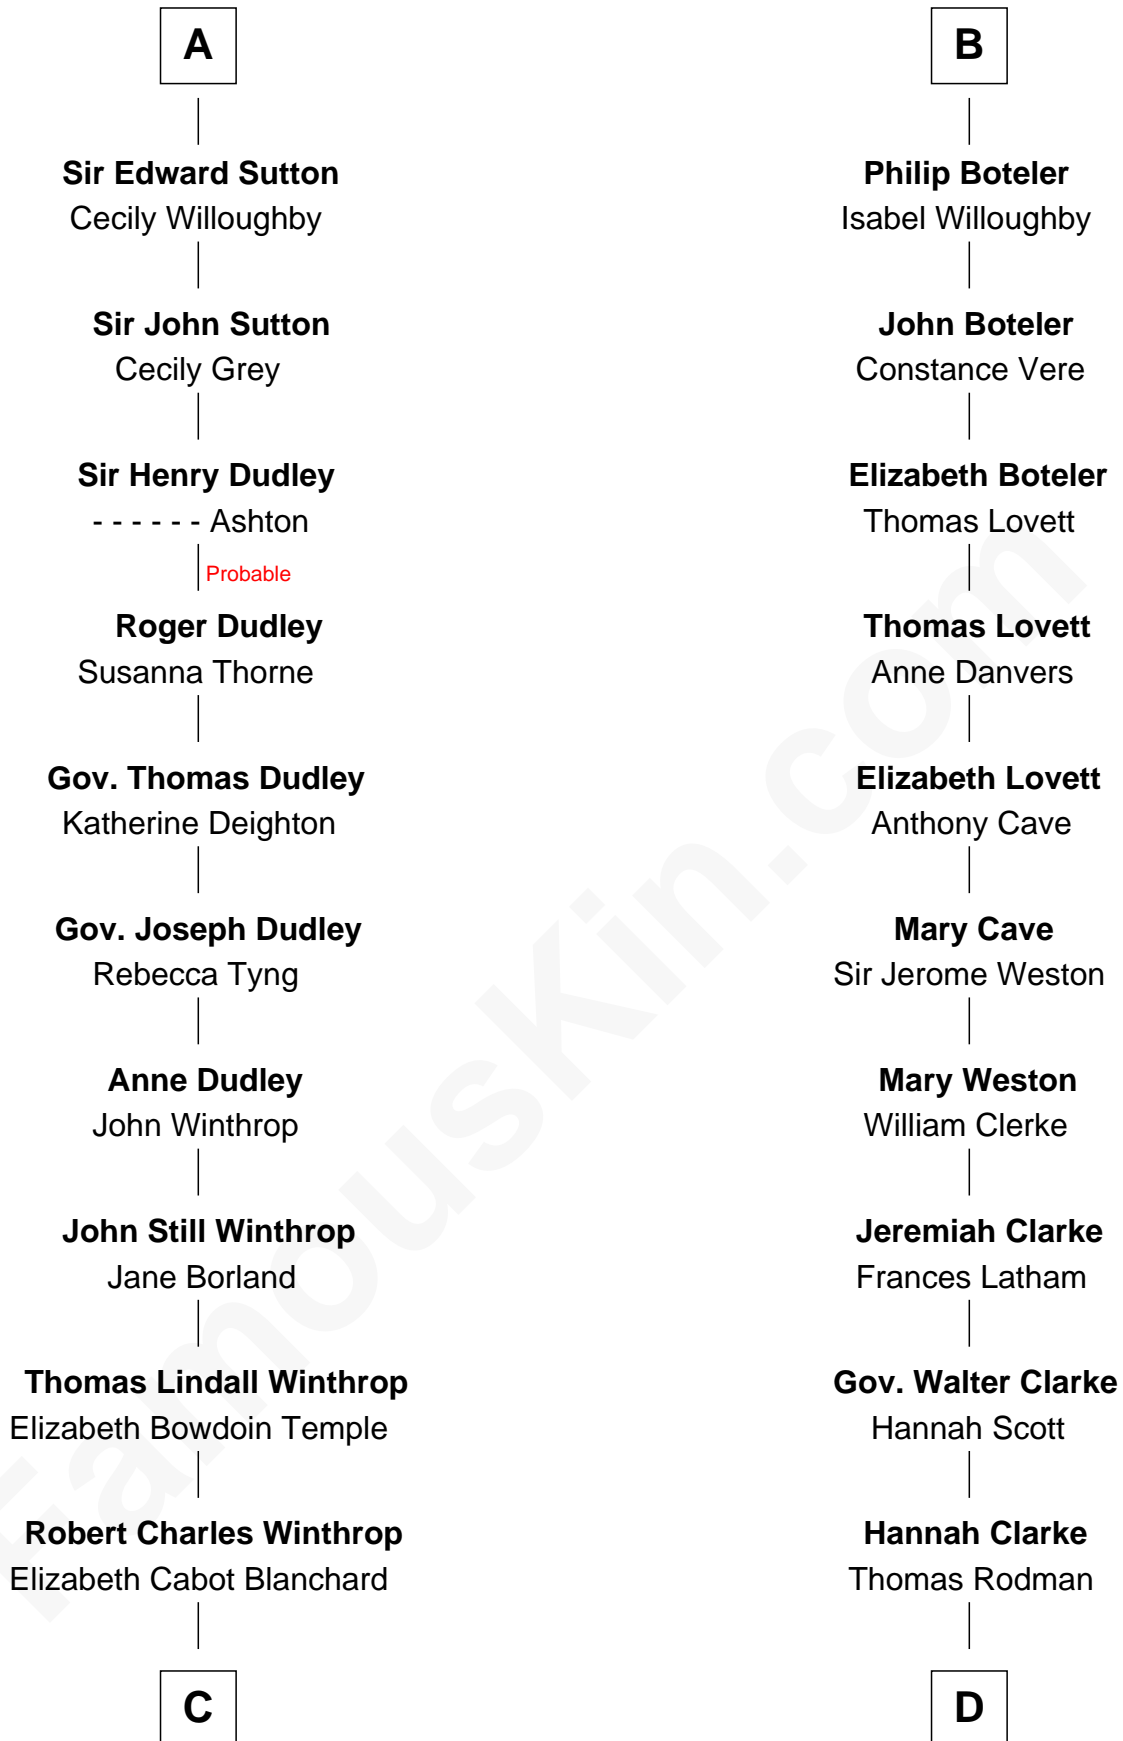 A
Sir Edward Sutton
Cecily Willoughby
Sir John Sutton
Cecily Grey
Sir Henry Dudley
- - - - - - Ashton
Probable
Roger Dudley
Susanna Thorne
Gov. Thomas Dudley
Katherine Deighton
Gov. Joseph Dudley
Rebecca Tyng
Anne Dudley
John Winthrop
John Still Winthrop
Jane Borland
Thomas Lindall Winthrop
Elizabeth Bowdoin Temple
Robert Charles Winthrop
Elizabeth Cabot Blanchard
C
B
Philip Boteler
Isabel Willoughby
John Boteler
Constance Vere
Elizabeth Boteler
Thomas Lovett
Thomas Lovett
Anne Danvers
Elizabeth Lovett
Anthony Cave
Mary Cave
Sir Jerome Weston
Mary Weston
William Clerke
Jeremiah Clarke
Frances Latham
Gov. Walter Clarke
Hannah Scott
Hannah Clarke
Thomas Rodman
D
FamousKin.com